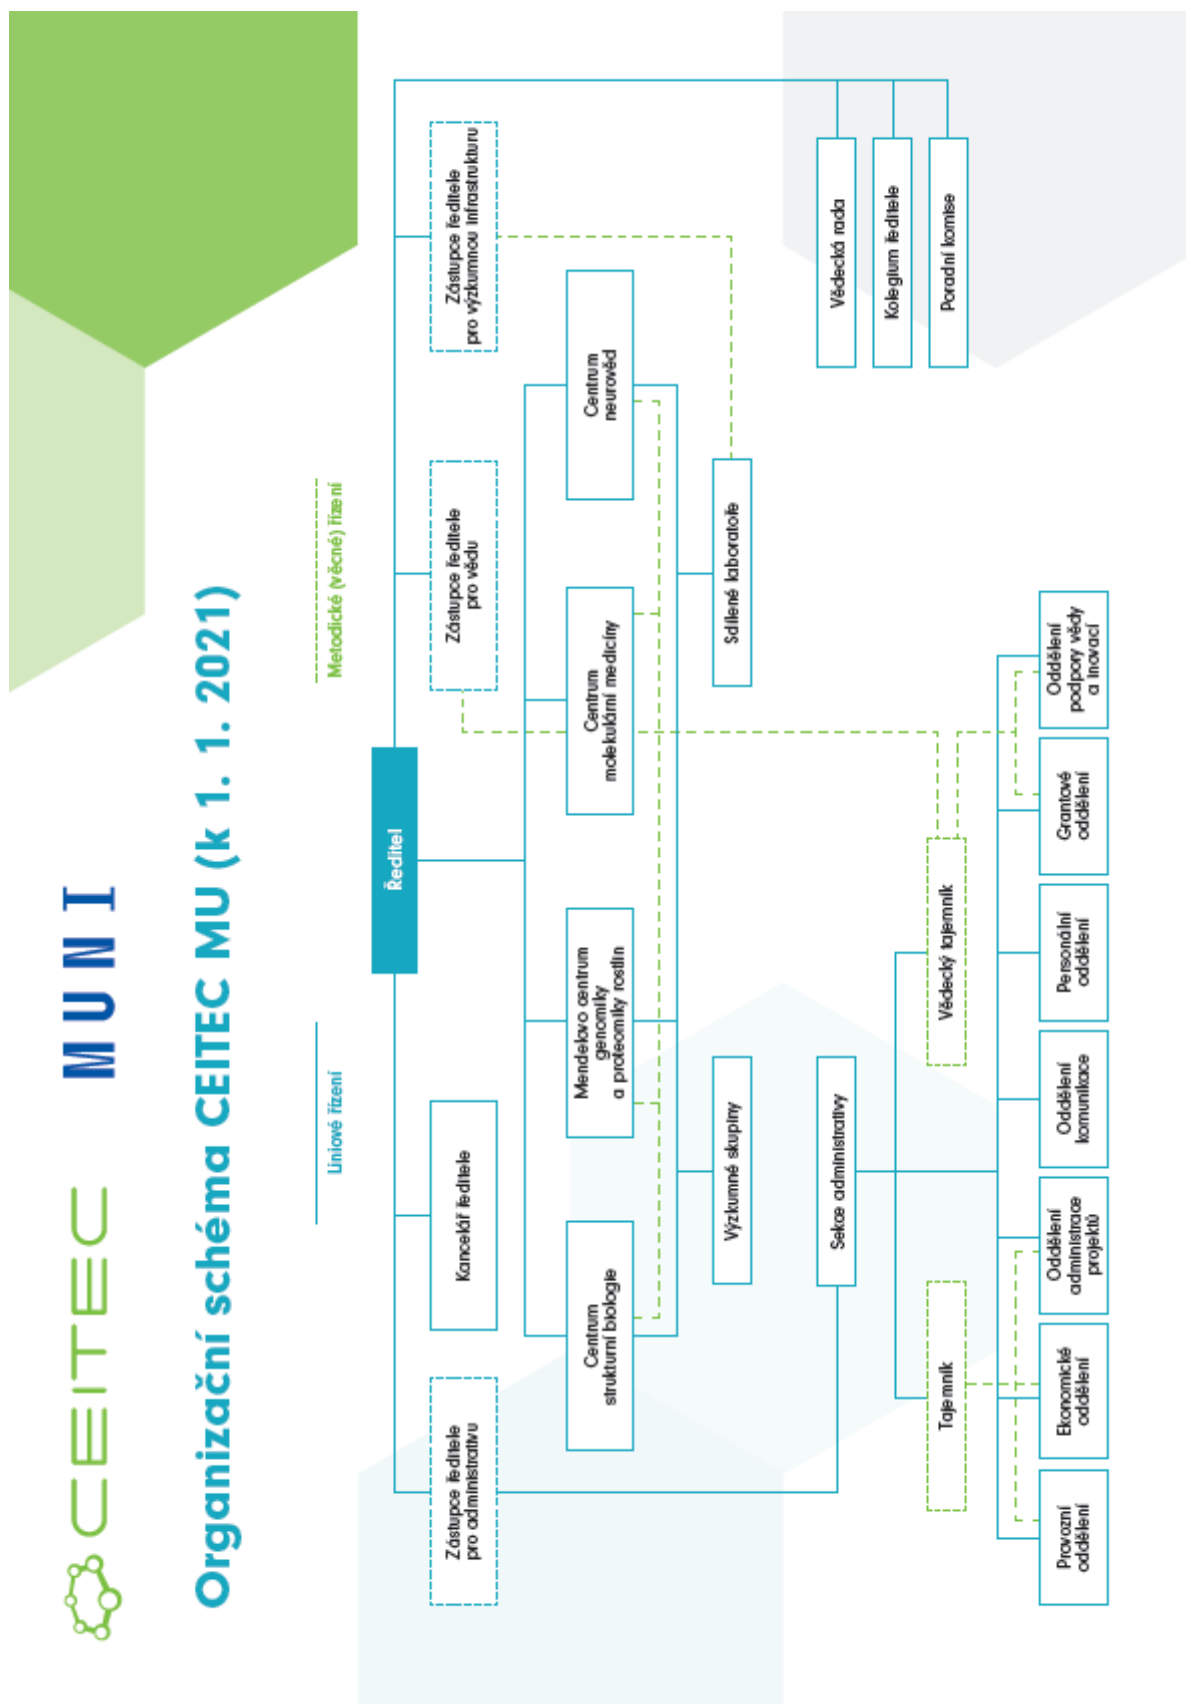 CEITEC
MUNI
Organizační schéma CEITEC MU (k 1. 1. 2021)
Liniové řízení
Metodické (věcné) řízení
Ředitel
Zástupce ředitele
pro administrativu
Kancelář ředitele
Zástupce ředitele
pro vědu
Zástupce ředitele
pro výzkumnou infrastrukturu
Centrum
strukturní biologie
Mendelovo centrum
genomiky
a proteomiky rostlin
Centrum
molekulární medicíny
Centrum
neurověd
Výzkumné skupiny
Sdílené laboratoře
Sekce administrativy
Vědecká rada
Kolegium ředitele
Poradní komise
Tajemník
Vědecký tajemník
Provozní
oddělení
Ekonomické
oddělení
Oddělení
administrace
projektů
Oddělení
komunikace
Personální
oddělení
Grantové
oddělení
Oddělení
podpory vědy
a inovací